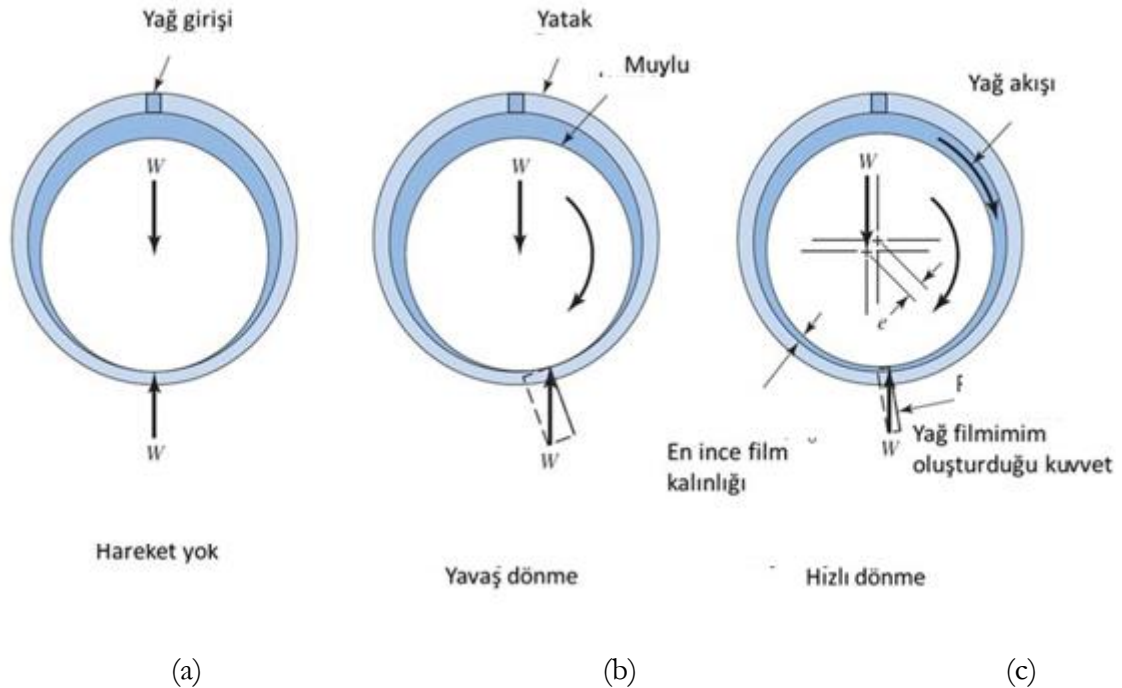 Yağ girişi
W
W
Hareket yok
(a)
Yatak
Muylu
W
W
Yavaş dönme
(b)
Yağ akışı
W
e
En ince film
kalınlığı
W
Yağ filmimim
oluşturduğu kuvvet
Hizlı dönme
(c)